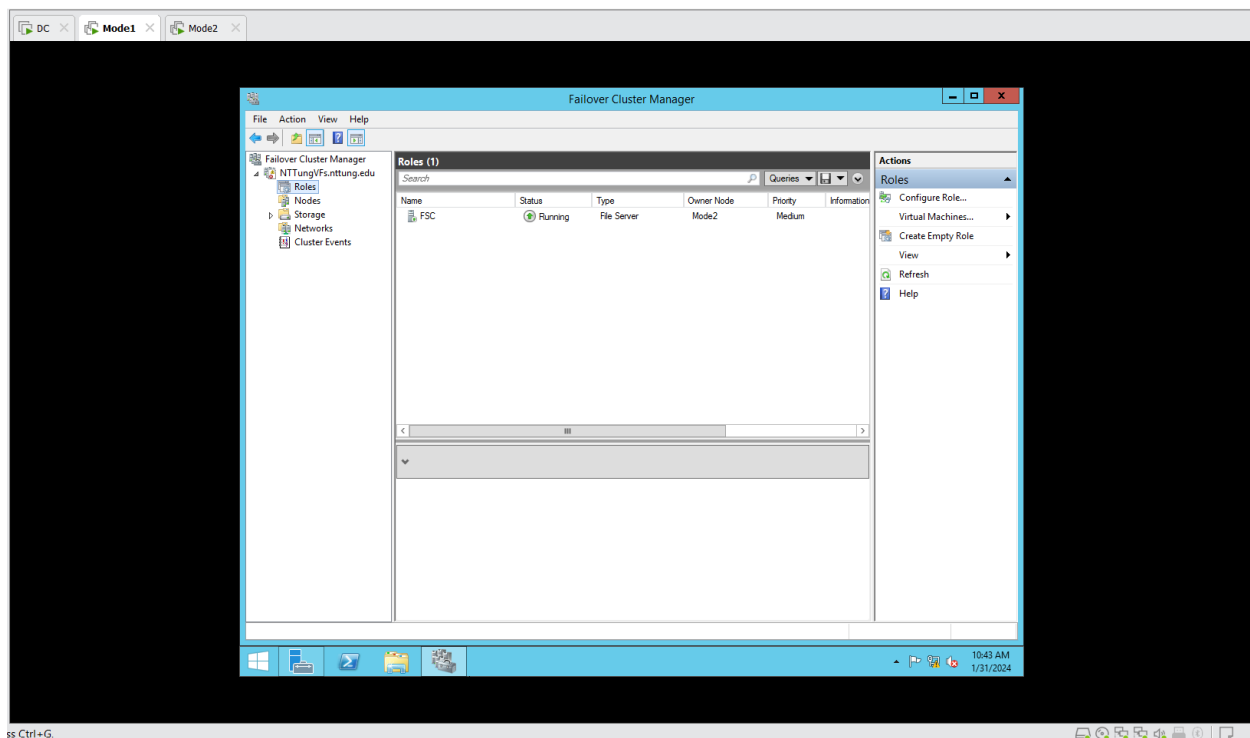 DC Mode1 Mode2
Failover Cluster Manager
File Action View Help
Failover Cluster Manager
NTTungVFs.nttung.edu
Roles
Nodes
Storage
Networks
Cluster Events
Roles (1)
Search Queries
Name Status Type Owner Node Priority Information
FSC Running File Server Mode2 Medium
Actions
Roles
Configure Role...
Virtual Machines...
Create Empty Role
View
Refresh
Help
10:43 AM
1/31/2024
ss Ctrl+G.